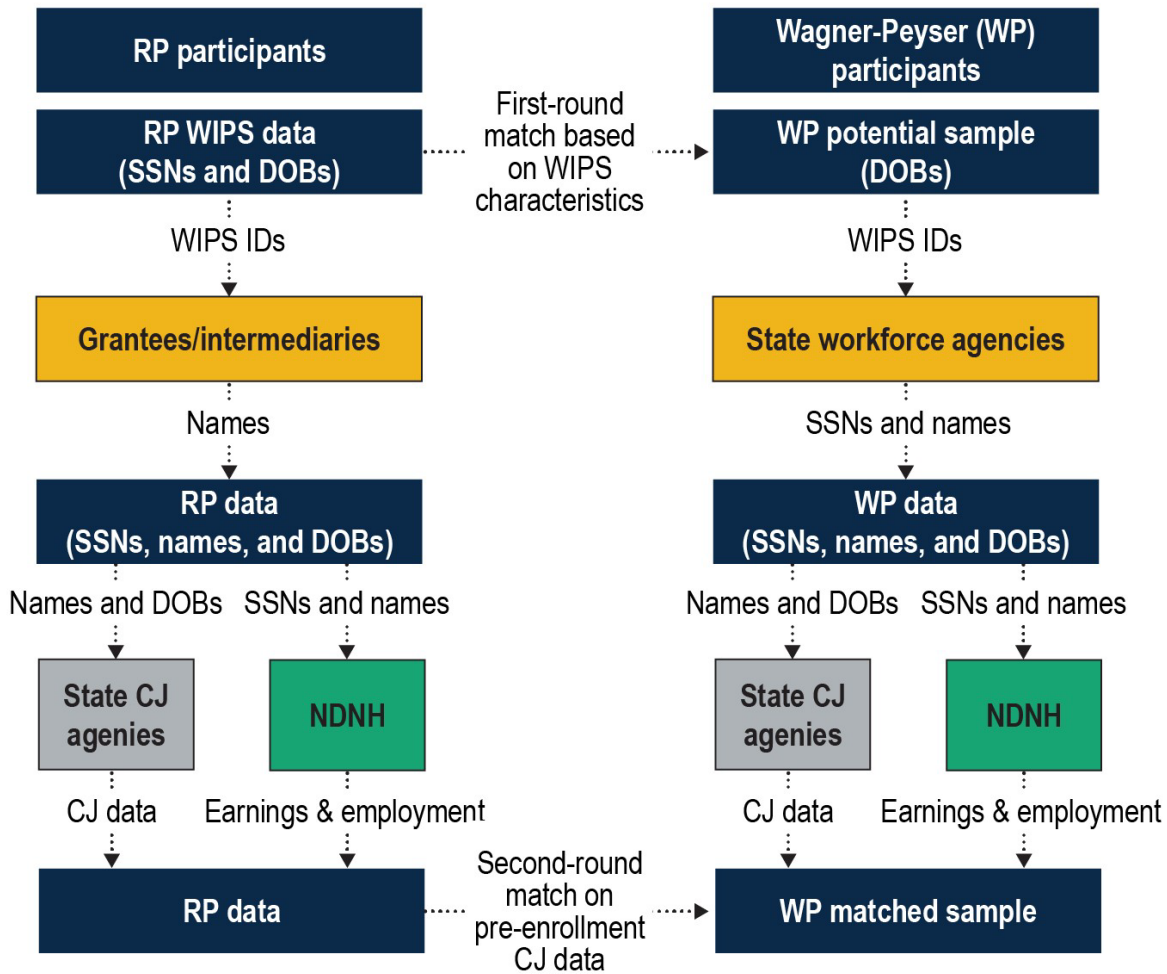 RP participants
Wagner-Peyser (WP)
participants
RP WIPS data
(SSNs and DOBs)
First-round
match based
on WIPS
characteristics
WP potential sample
(DOBs)
WIPS IDs
WIPS IDs
Grantees/intermediaries
State workforce agencies
Names
SSNs and names
RP data
(SSNs, names, and DOBs)
WP data
(SSNs, names, and DOBs)
Names and DOBs
SSNs and names
Names and DOBs
SSNs and names
State CJ
agenies
NDNH
State CJ
agenies
NDNH
CJ data
Earnings & employment
CJ data
Earnings & employment
RP data
Second-round
match on
pre-enrollment
CJ data
WP matched sample